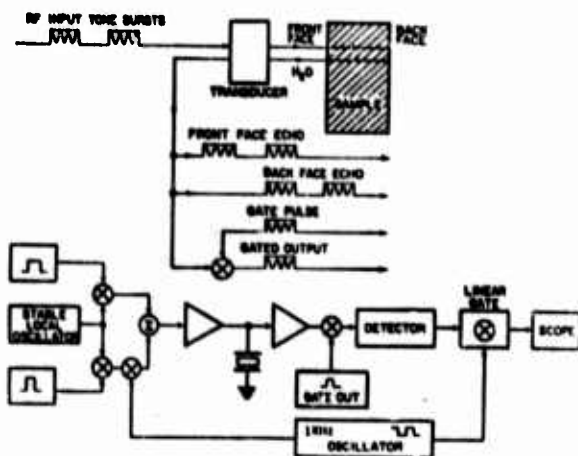 RF INPUT TONE BURSTS
FRONT
FACE
BACK
FACE
H₂O
TRANSDUCER
SAMPLE
FRONT FACE ECHO
BACK FACE ECHO
GATE PULSE
GATED OUTPUT
STABLE
LOCAL
OSCILLATOR
Σ
DETECTOR
LINEAR
GATE
SCOPE
GATE OUT
1KHz
OSCILLATOR